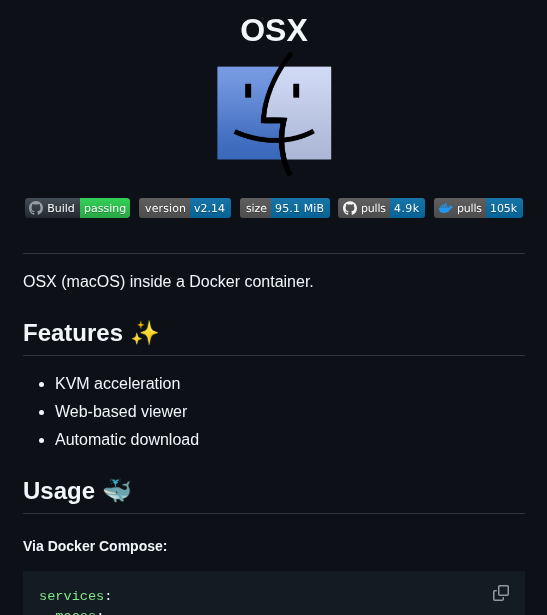 OSX
Build passing version v2.14 size 95.1 MiB pulls 4.9k pulls 105k
OSX (macOS) inside a Docker container.
Features ✨
• KVM acceleration
• Web-based viewer
• Automatic download
Usage 🐳
Via Docker Compose:
services:
macos: